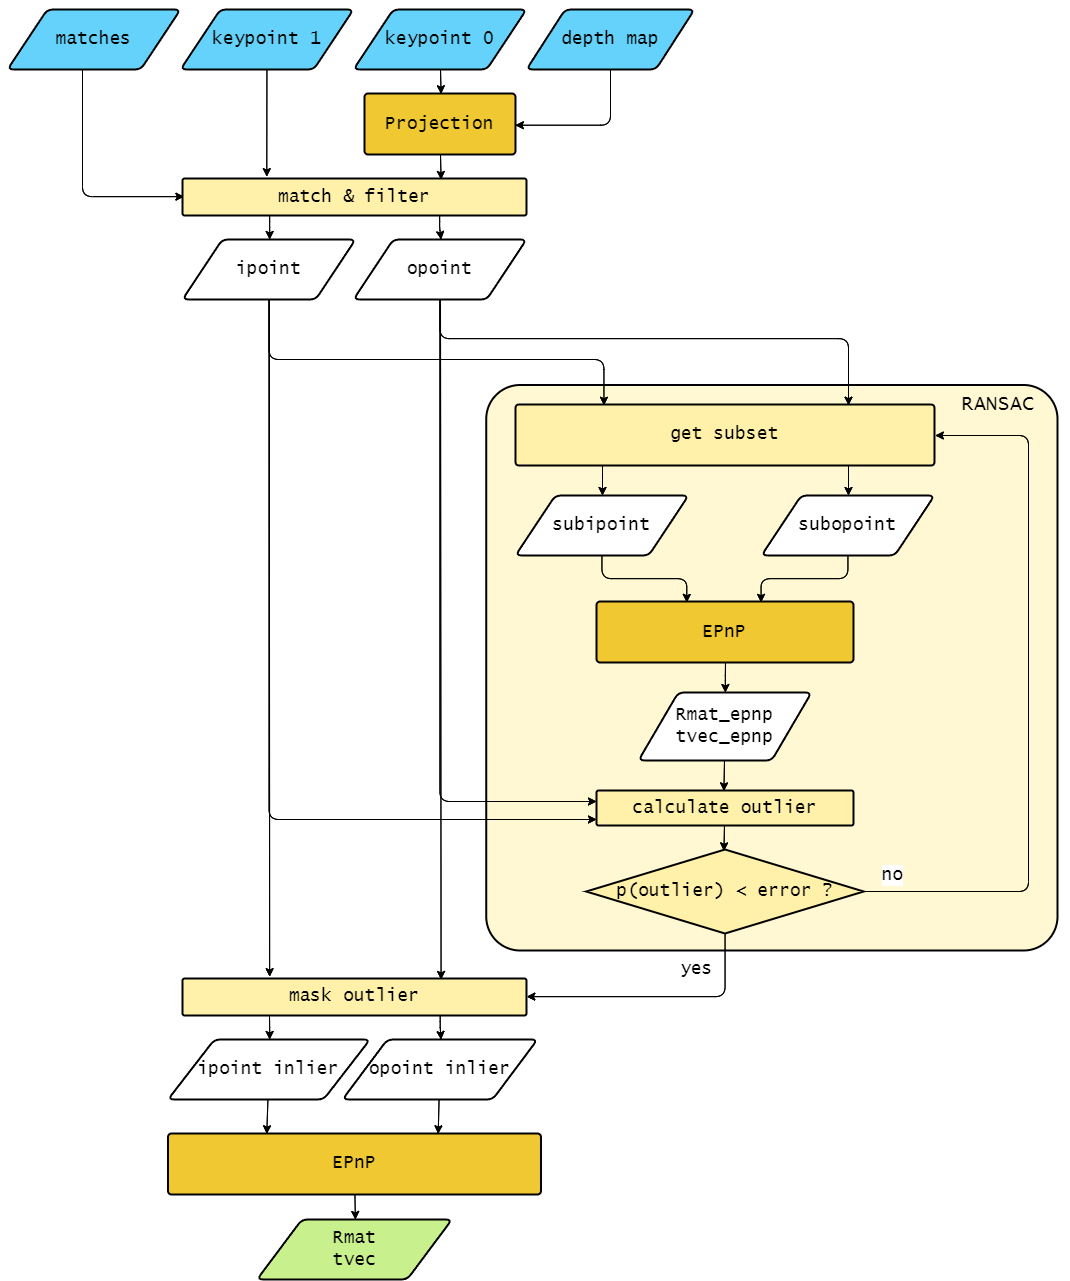 matches
keypoint 1
keypoint 0
depth map
Projection
match & filter
ipoint
opoint
RANSAC
get subset
subipoint
subopoint
EPnP
Rmat_epnp
tvec_epnp
calculate outlier
p(outlier) < error ?
no
yes
mask outlier
ipoint inlier
opoint inlier
EPnP
Rmat
tvec